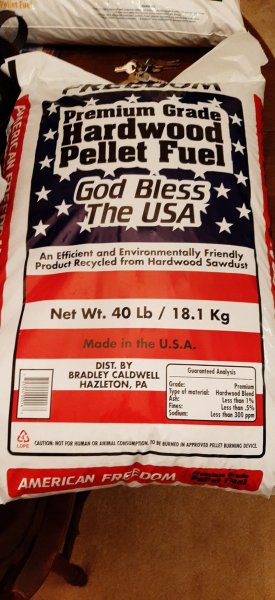 Pellet Fuel
FREEDOM
Premium Grade
Hardwood
Pellet Fuel
God Bless
The USA
An Efficient and Environmentally Friendly
Product Recycled from Hardwood Sawdust
Net Wt. 40 Lb / 18.1 Kg
Made in the U.S.A.
DIST. BY
BRADLEY CALDWELL
HAZLETON, PA
Guaranteed Analysis
Grade: Premium
Type of material: Hardwood Blend
Ash: Less than 1%
Fines: Less than .5%
Sodium: Less than 300 ppm
LDPE
CAUTION: NOT FOR HUMAN OR ANIMAL CONSUMPTION, TO BE BURNED IN APPROVED PELLET BURNING DEVICE.
AMERICAN FREEDOM
Premium Grade
Pellet Fuel
AMERICAN